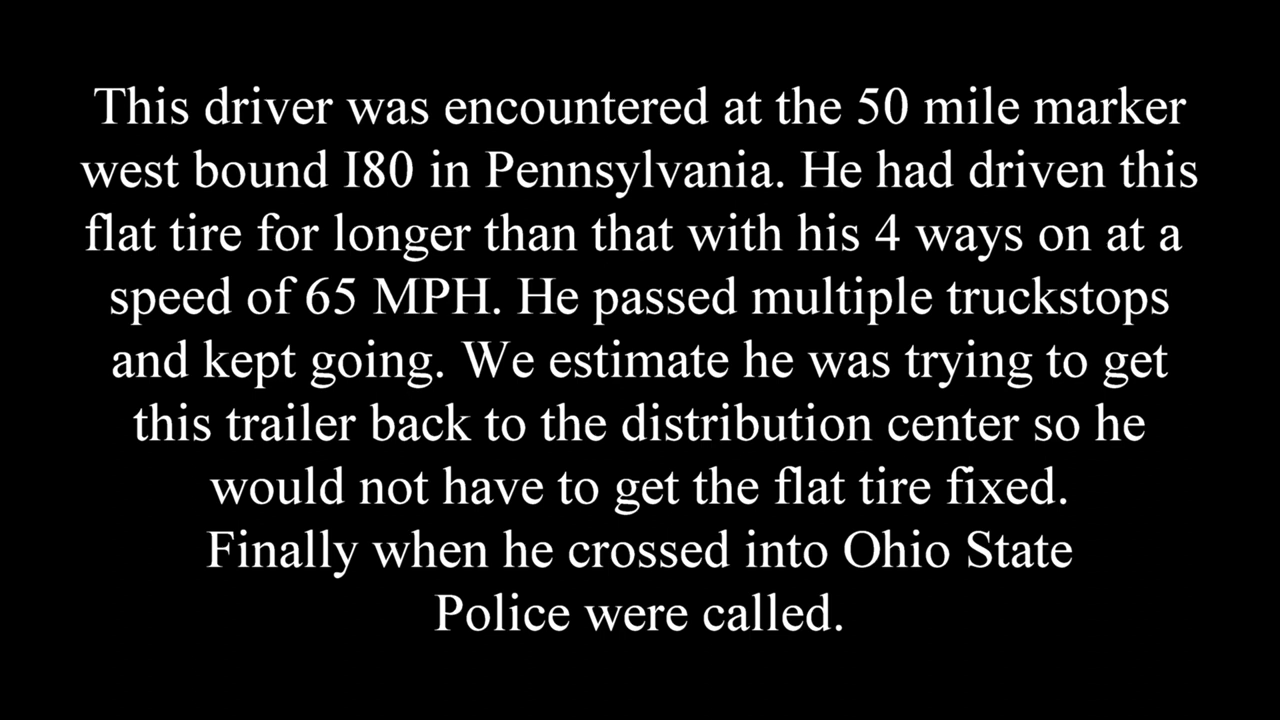 This driver was encountered at the 50 mile marker
west bound I80 in Pennsylvania. He had driven this
flat tire for longer than that with his 4 ways on at a
speed of 65 MPH. He passed multiple truckstops
and kept going. We estimate he was trying to get
this trailer back to the distribution center so he
would not have to get the flat tire fixed.
Finally when he crossed into Ohio State
Police were called.